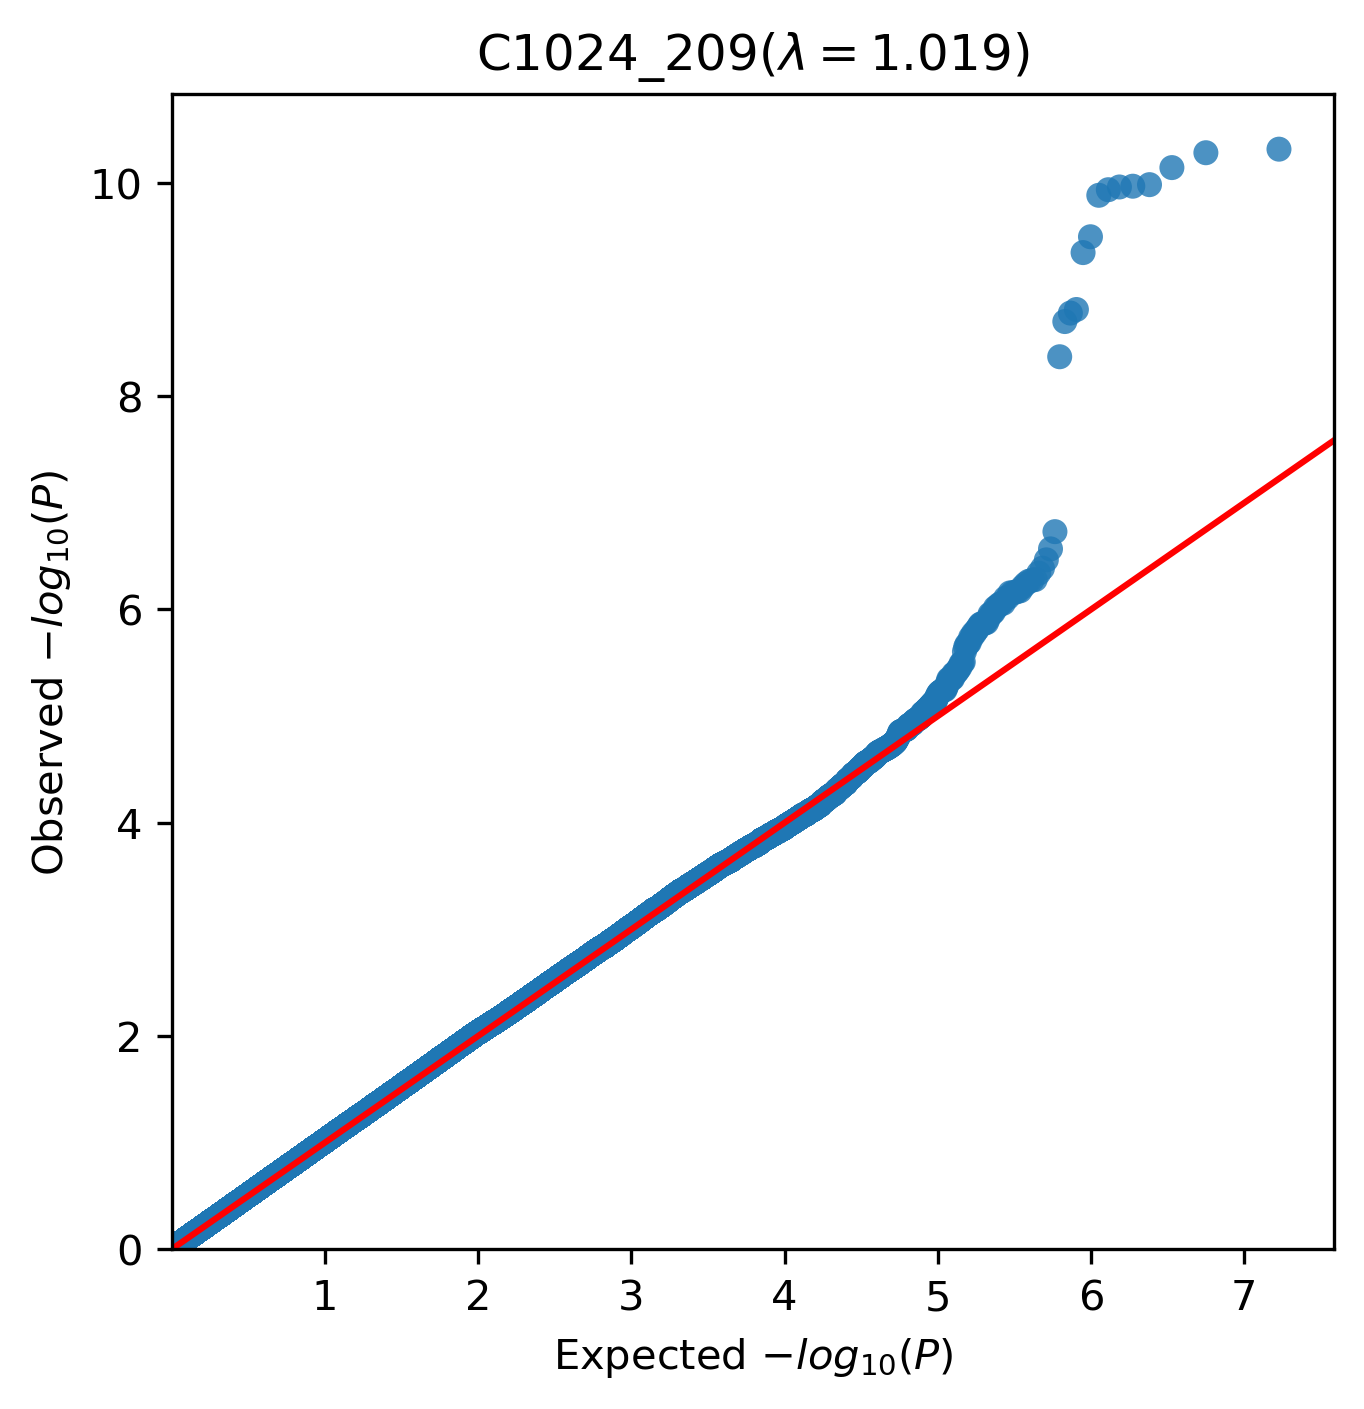 C1024_209(λ = 1.019)
10
8
6
4
2
0
Observed −log₁₀(P)
1 2 3 4 5 6 7
Expected −log₁₀(P)